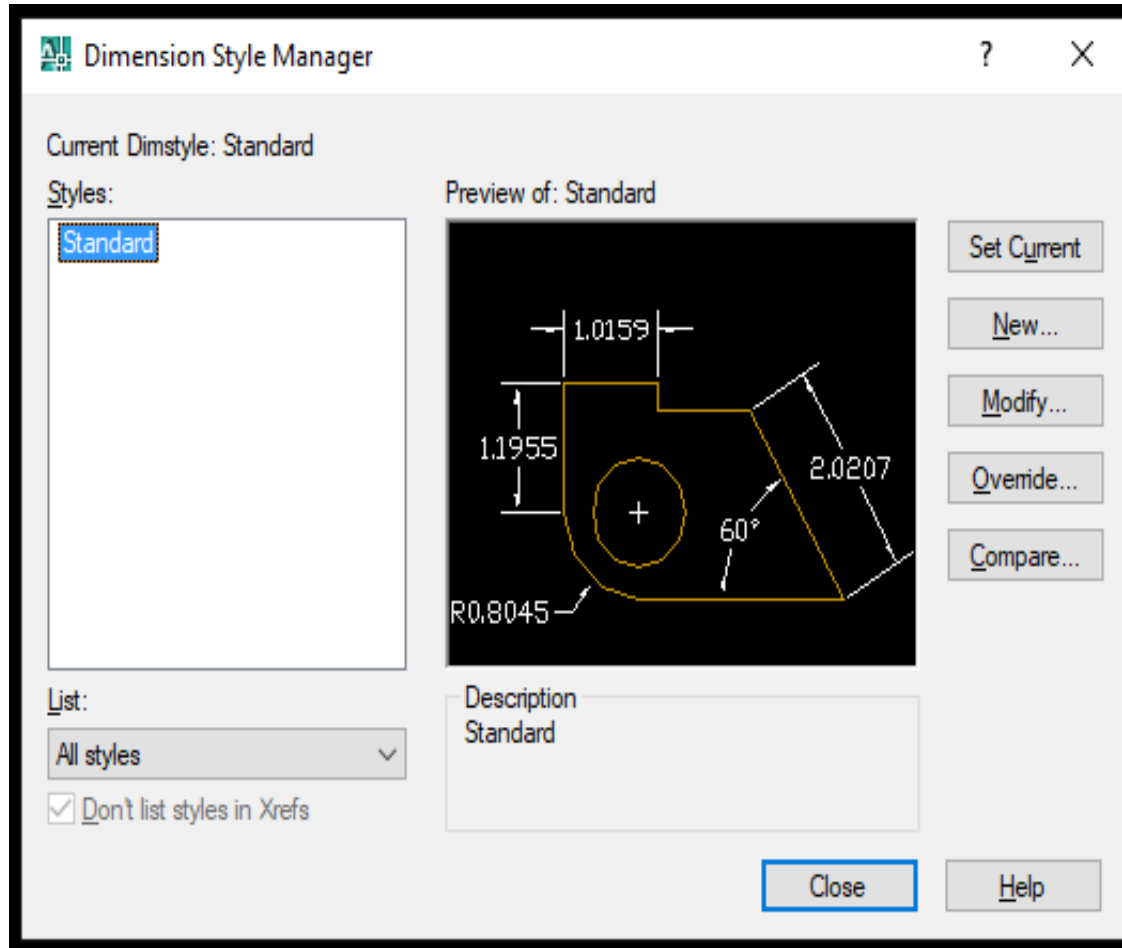 Dimension Style Manager
?
Current Dimstyle: Standard
Styles:
Standard
Preview of: Standard
1.0159
1.1955
2.0207
60°
R0.8045
Set Current
New...
Modify...
Override...
Compare...
List:
All styles
Don't list styles in Xrefs
Description
Standard
Close
Help